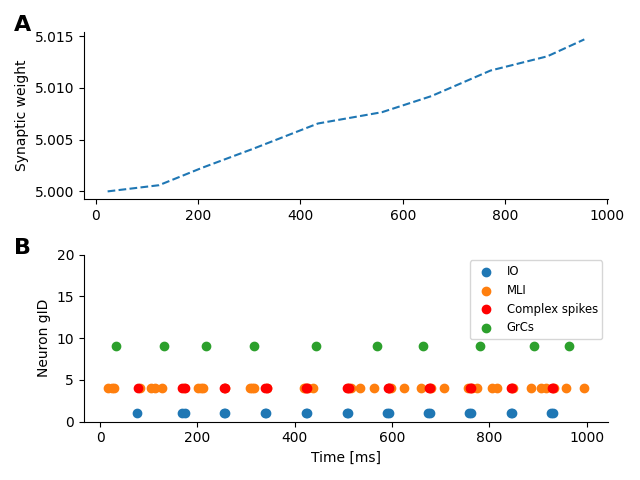 A
Synaptic weight
5.015
5.010
5.005
5.000
0 200 400 600 800 1000
B
Neuron gID
20
15
10
5
0
IO
MLI
Complex spikes
GrCs
0 200 400 600 800 1000
Time [ms]